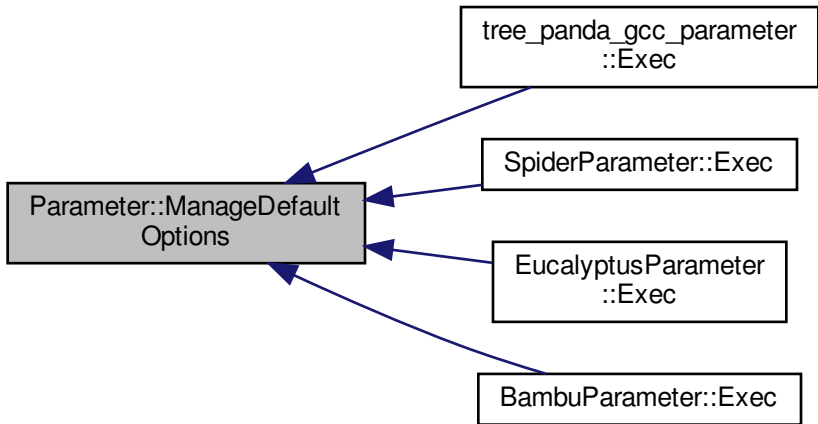 tree_panda_gcc_parameter
::Exec
SpiderParameter::Exec
Parameter::ManageDefault
Options
EucalyptusParameter
::Exec
BambuParameter::Exec